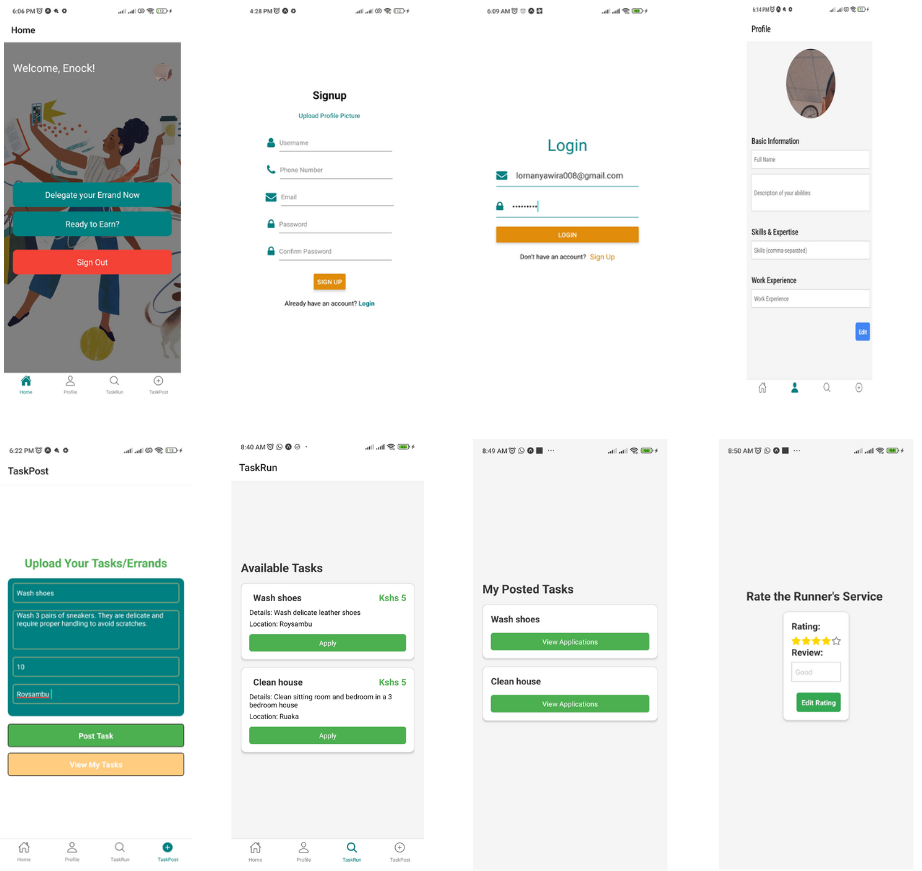 6:06 PM
Home
Welcome, Enock!
Delegate your Errand Now
Ready to Earn?
Sign Out
Home
Profile
TaskRun
TaskPost
4:28 PM
Signup
Upload Profile Picture
Username
Phone Number
Email
Password
Confirm Password
SIGN UP
Already have an account? Login
6:09 AM
Login
lornanyawira008@gmail.com
LOGIN
Don't have an account? Sign Up
6:14 PM
Profile
Basic Information
Full Name
Description of your abilities
Skills & Expertise
Skills (comma-separated)
Work Experience
Work Experience
Edit
6:22 PM
TaskPost
Upload Your Tasks/Errands
Wash shoes
Wash 3 pairs of sneakers. They are delicate and
require proper handling to avoid scratches.
10
Roysambu
Post Task
View My Tasks
Home
Profile
TaskRun
TaskPost
8:40 AM
TaskRun
Available Tasks
Wash shoes Kshs 5
Details: Wash delicate leather shoes
Location: Roysambu
Apply
Clean house Kshs 5
Details: Clean sitting room and bedroom in a 3
bedroom house
Location: Ruaka
Apply
Home
Profile
TaskRun
TaskPost
8:49 AM
My Posted Tasks
Wash shoes
View Applications
Clean house
View Applications
8:50 AM
Rate the Runner's Service
Rating:
Review:
Good
Edit Rating